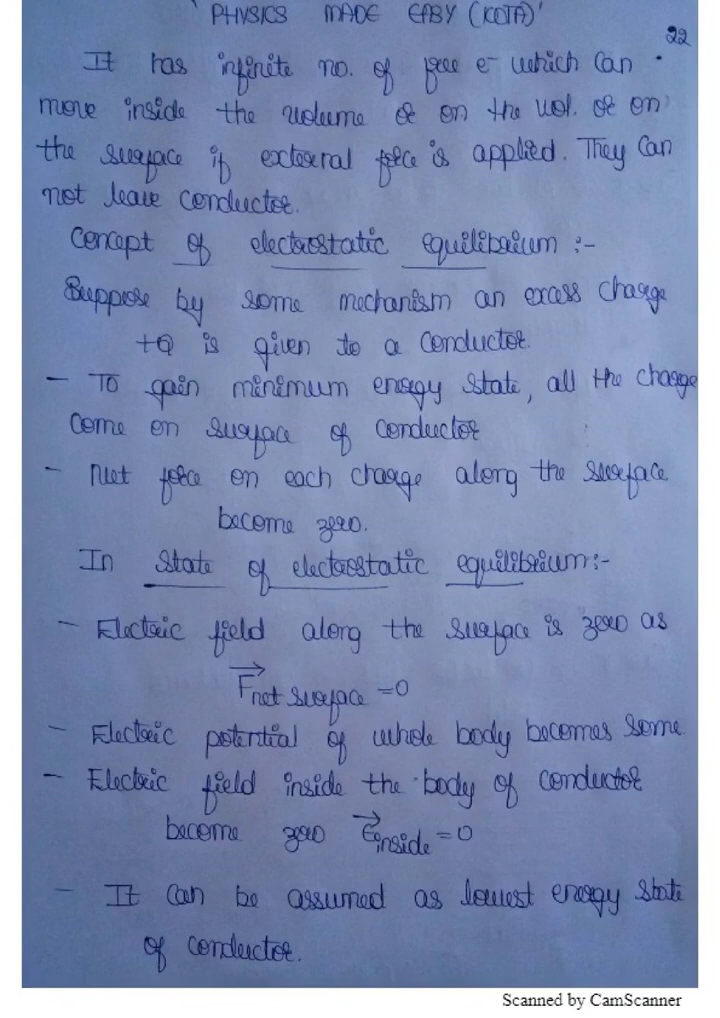 'PHYSICS MADE EASY (KOTA)'
22
It has infinite no. of free e⁻ which can
move inside the volume or on the vol. or on
the surface if external force is applied. They can
not leave conductor.
Concept of electrostatic equilibrium :-
Suppose by some mechanism an excess charge
+Q is given to a conductor.
- To gain minimum energy state, all the charge
come on surface of conductor
- Net force on each charge along the surface
become zero.
In state of electrostatic equilibrium:-
- Electric field along the surface is zero as
F⃗net surface = 0
- Electric potential of whole body becomes same.
- Electric field inside the body of conductor
become zero E⃗inside = 0
- It can be assumed as lowest energy state
of conductor.
Scanned by CamScanner